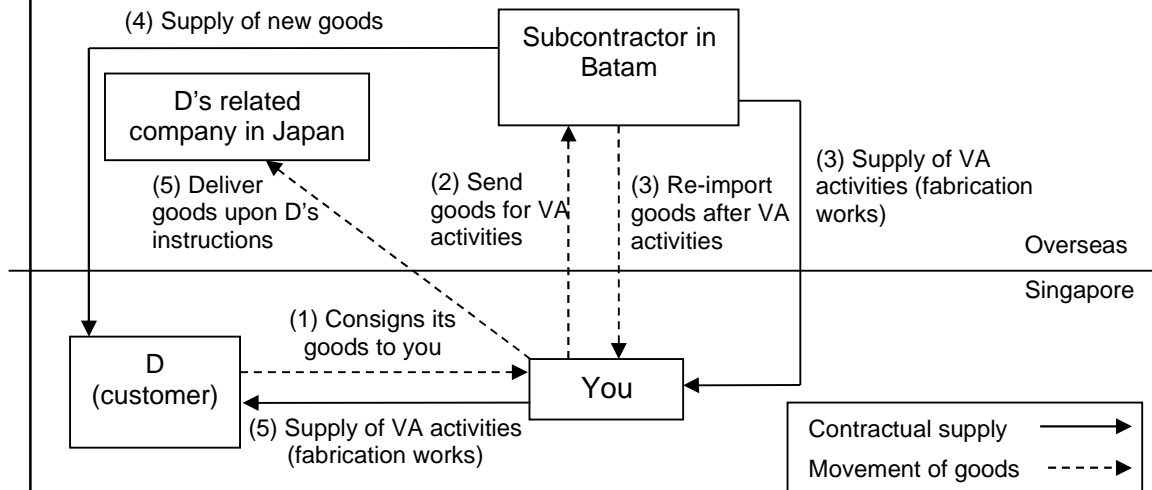 (4) Supply of new goods
Subcontractor in
Batam
D's related
company in Japan
(5) Deliver
goods upon D's
instructions
(2) Send
goods for VA
activities
(3) Re-import
goods after VA
activities
(3) Supply of VA
activities (fabrication
works)
Overseas
Singapore
(1) Consigns its
goods to you
D
(customer)
You
(5) Supply of VA activities
(fabrication works)
Contractual supply
Movement of goods